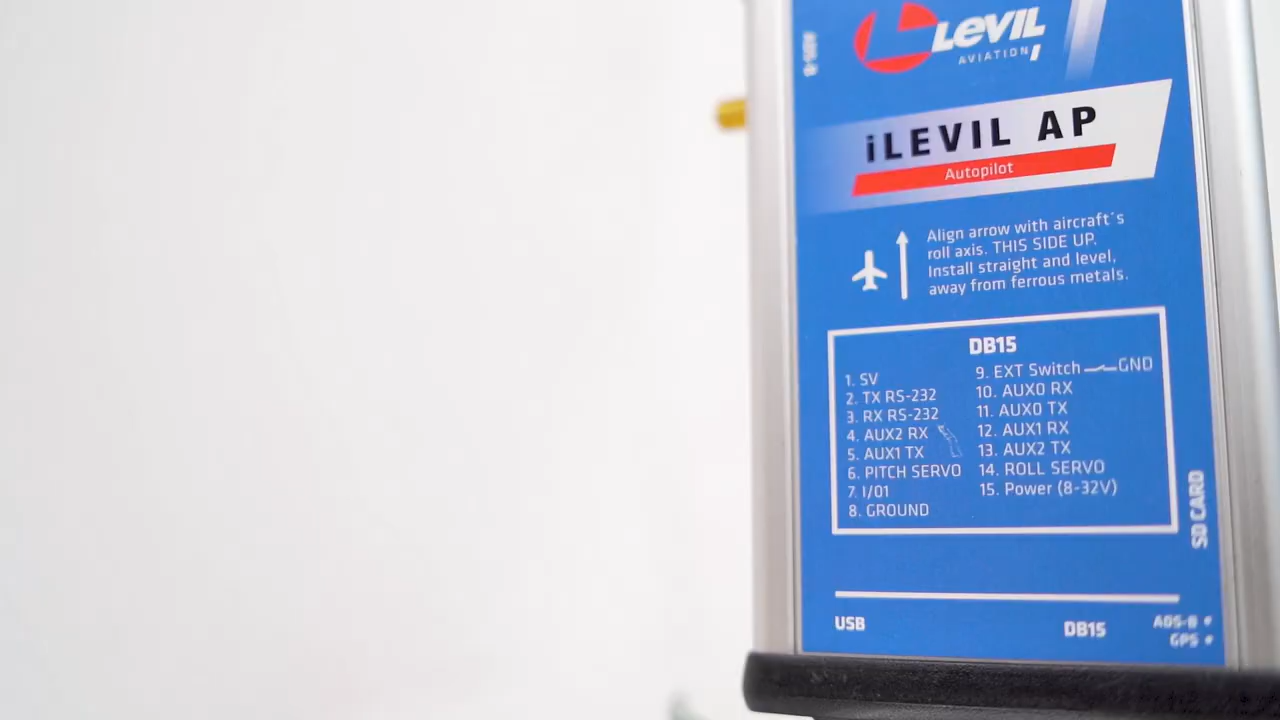 LEVIL
AVIATION
iLEVIL AP
Autopilot
Align arrow with aircraft´s
roll axis. THIS SIDE UP.
Install straight and level,
away from ferrous metals.
DB15
1. SV
2. TX RS-232
3. RX RS-232
4. AUX2 RX
5. AUX1 TX
6. PITCH SERVO
7. I/01
8. GROUND
9. EXT Switch GND
10. AUX0 RX
11. AUX0 TX
12. AUX1 RX
13. AUX2 TX
14. ROLL SERVO
15. Power (8-32V)
SD CARD
USB
DB15
ADS-B
GPS